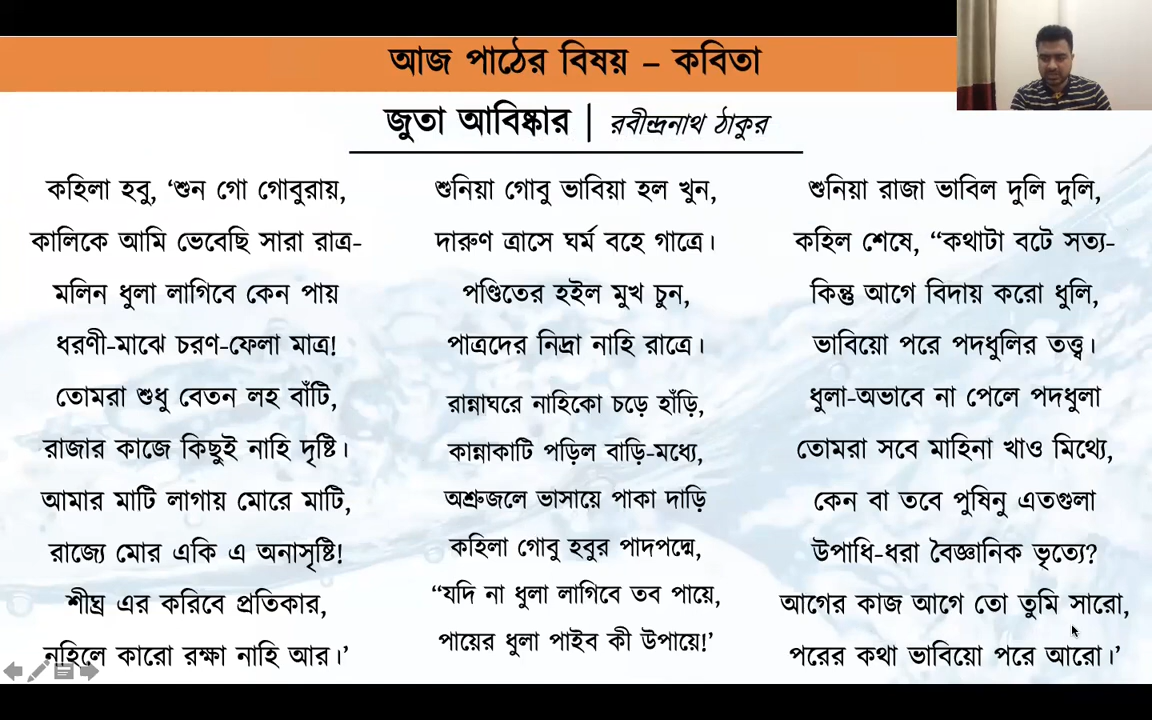 আজ পাঠের বিষয় – কবিতা
জুতা আবিষ্কার | রবীন্দ্রনাথ ঠাকুর
কহিলা হবু, ‘শুন গো গোবুরায়,
কালিকে আমি ভেবেছি সারা রাত্র-
মলিন ধুলা লাগিবে কেন পায়
ধরণী-মাঝে চরণ-ফেলা মাত্র!
তোমরা শুধু বেতন লহ বাঁটি,
রাজার কাজে কিছুই নাহি দৃষ্টি।
আমার মাটি লাগায় মোরে মাটি,
রাজ্যে মোর একি এ অনাসৃষ্টি!
শীঘ্র এর করিবে প্রতিকার,
নহিলে কারো রক্ষা নাহি আর।’
শুনিয়া গোবু ভাবিয়া হল খুন,
দারুণ ত্রাসে ঘর্ম বহে গাত্রে।
পণ্ডিতের হইল মুখ চুন,
পাত্রদের নিদ্রা নাহি রাত্রে।
রান্নাঘরে নাহিকো চড়ে হাঁড়ি,
কান্নাকাটি পড়িল বাড়ি-মধ্যে,
অশ্রুজলে ভাসায়ে পাকা দাড়ি
কহিলা গোবু হবুর পাদপদ্মে,
“যদি না ধুলা লাগিবে তব পায়ে,
পায়ের ধুলা পাইব কী উপায়ে!’
শুনিয়া রাজা ভাবিল দুলি দুলি,
কহিল শেষে, “কথাটা বটে সত্য-
কিন্তু আগে বিদায় করো ধুলি,
ভাবিয়ো পরে পদধুলির তত্ত্ব।
ধুলা-অভাবে না পেলে পদধুলা
তোমরা সবে মাহিনা খাও মিথ্যে,
কেন বা তবে পুষিনু এতগুলা
উপাধি-ধরা বৈজ্ঞানিক ভৃত্যে?
আগের কাজ আগে তো তুমি সারো,
পরের কথা ভাবিয়ো পরে আরো।’